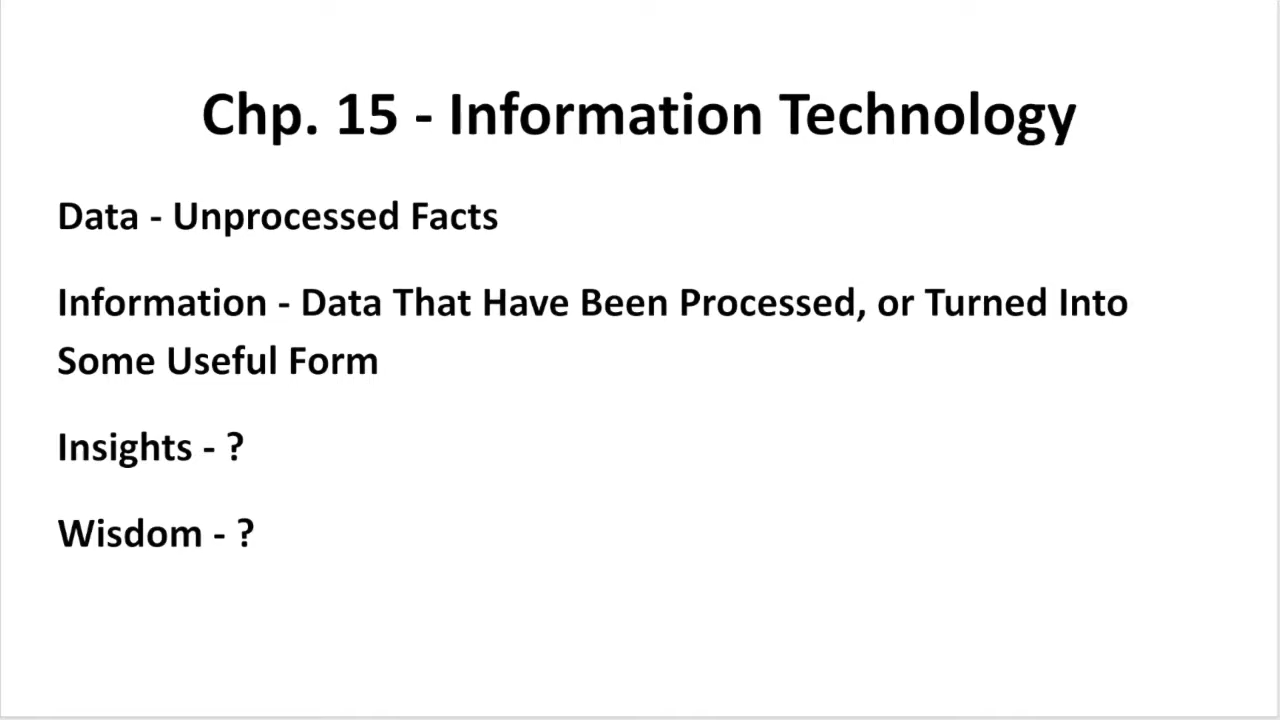 Chp. 15 - Information Technology
Data - Unprocessed Facts
Information - Data That Have Been Processed, or Turned Into
Some Useful Form
Insights - ?
Wisdom - ?